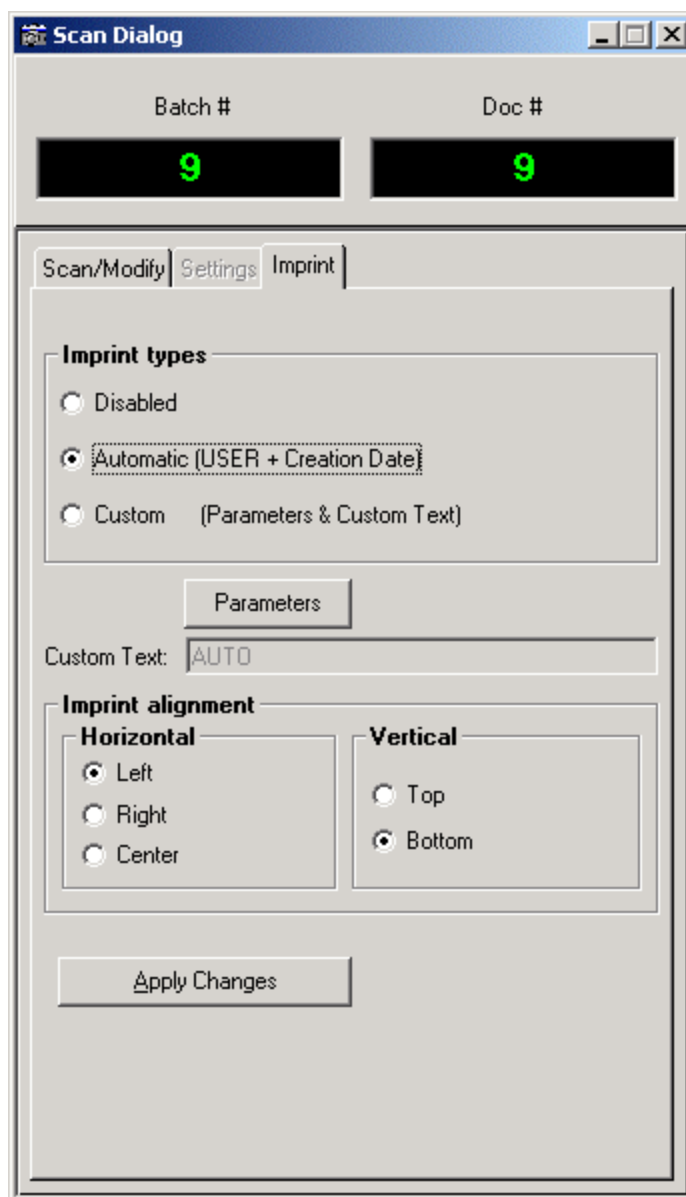 Scan Dialog
Batch #    Doc #
9    9
Scan/Modify    Settings    Imprint
Imprint types
Disabled
Automatic (USER + Creation Date)
Custom    (Parameters & Custom Text)
Parameters
Custom Text:    AUTO
Imprint alignment
Horizontal    Vertical
Left
Right
Center
Top
Bottom
Apply Changes